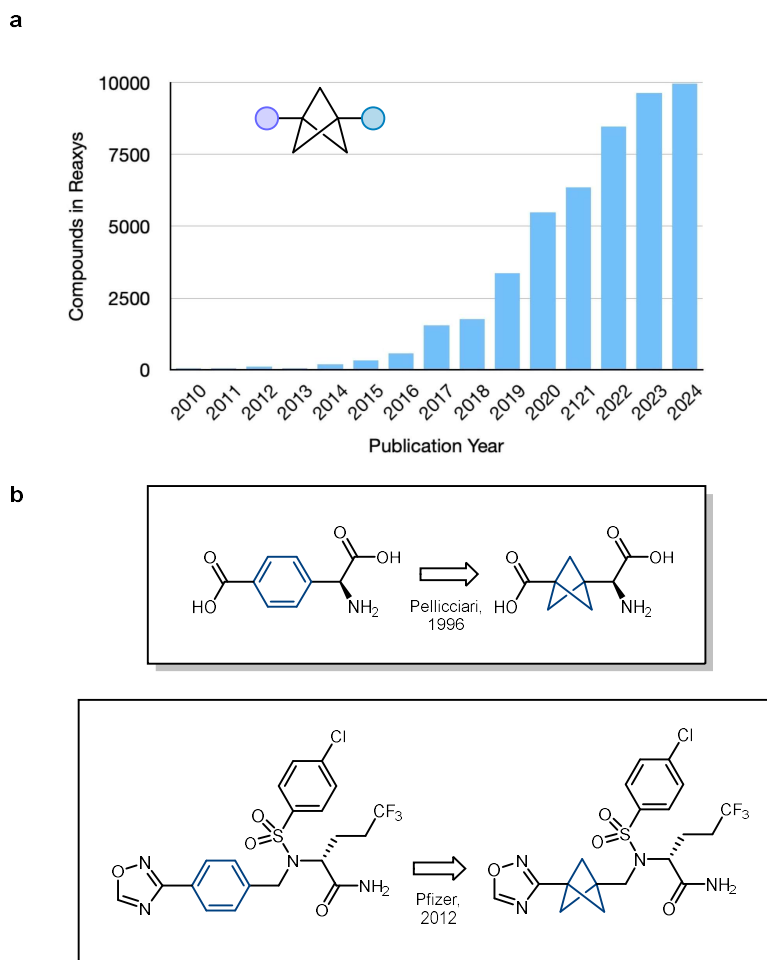 a
10000
7500
5000
2500
0
Compounds in Reaxys
2010 2011 2012 2013 2014 2015 2016 2017 2018 2019 2020 2121 2022 2023 2024
Publication Year
b
O
HO
O
OH
NH2
Pellicciari,
1996
O
HO
O
OH
NH2
Cl
CF3
O
S
O
N
O
N
N
NH2
O
Pfizer,
2012
Cl
CF3
O
S
O
N
O
N
N
NH2
O